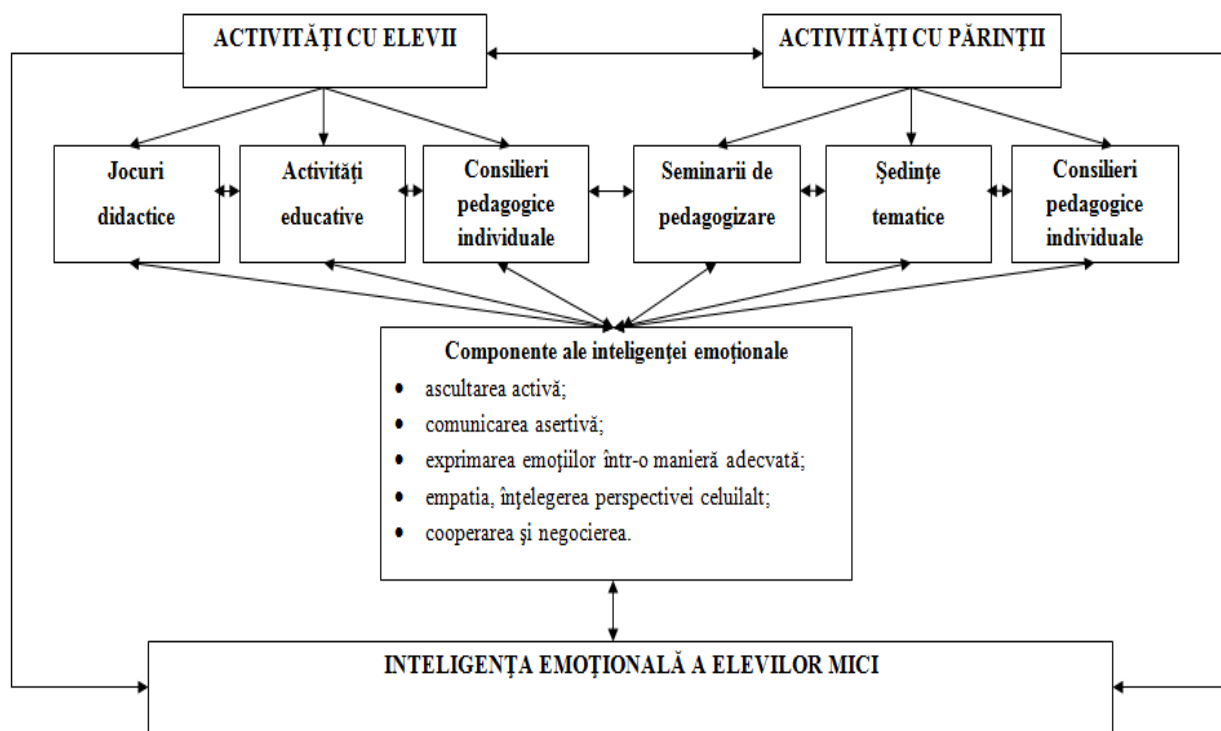 ACTIVITĂŢI CU ELEVII
ACTIVITĂŢI CU PĂRINŢII
Jocuri
didactice
Activităţi
educative
Consilieri
pedagogice
individuale
Seminarii de
pedagogizare
Şedinţe
tematice
Consilieri
pedagogice
individuale
Componente ale inteligenţei emoţionale
• ascultarea activă;
• comunicarea asertivă;
• exprimarea emoţiilor într-o manieră adecvată;
• empatia, înţelegerea perspectivei celuilalt;
• cooperarea şi negocierea.
INTELIGENŢA EMOŢIONALĂ A ELEVILOR MICI